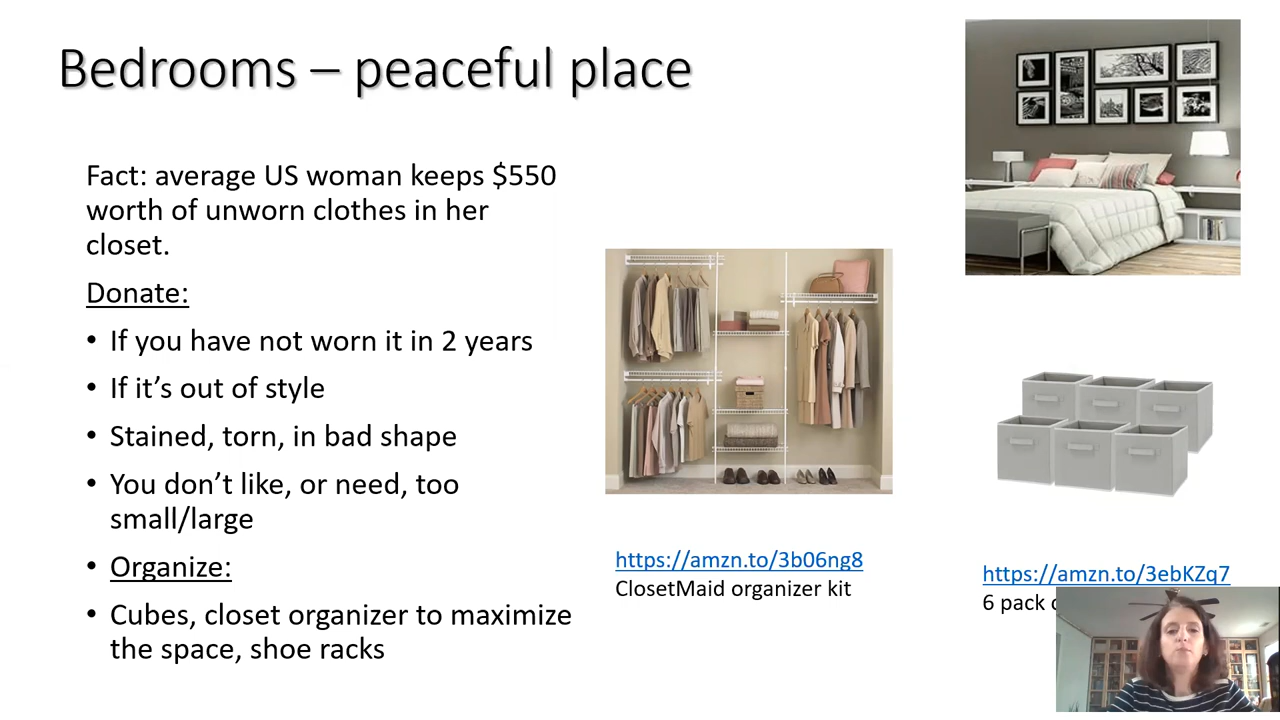 Bedrooms – peaceful place
Fact: average US woman keeps $550
worth of unworn clothes in her
closet.
Donate:
• If you have not worn it in 2 years
• If it’s out of style
• Stained, torn, in bad shape
• You don’t like, or need, too
small/large
• Organize:
• Cubes, closet organizer to maximize
the space, shoe racks
https://amzn.to/3b06ng8
ClosetMaid organizer kit
https://amzn.to/3ebKZq7
6 pack